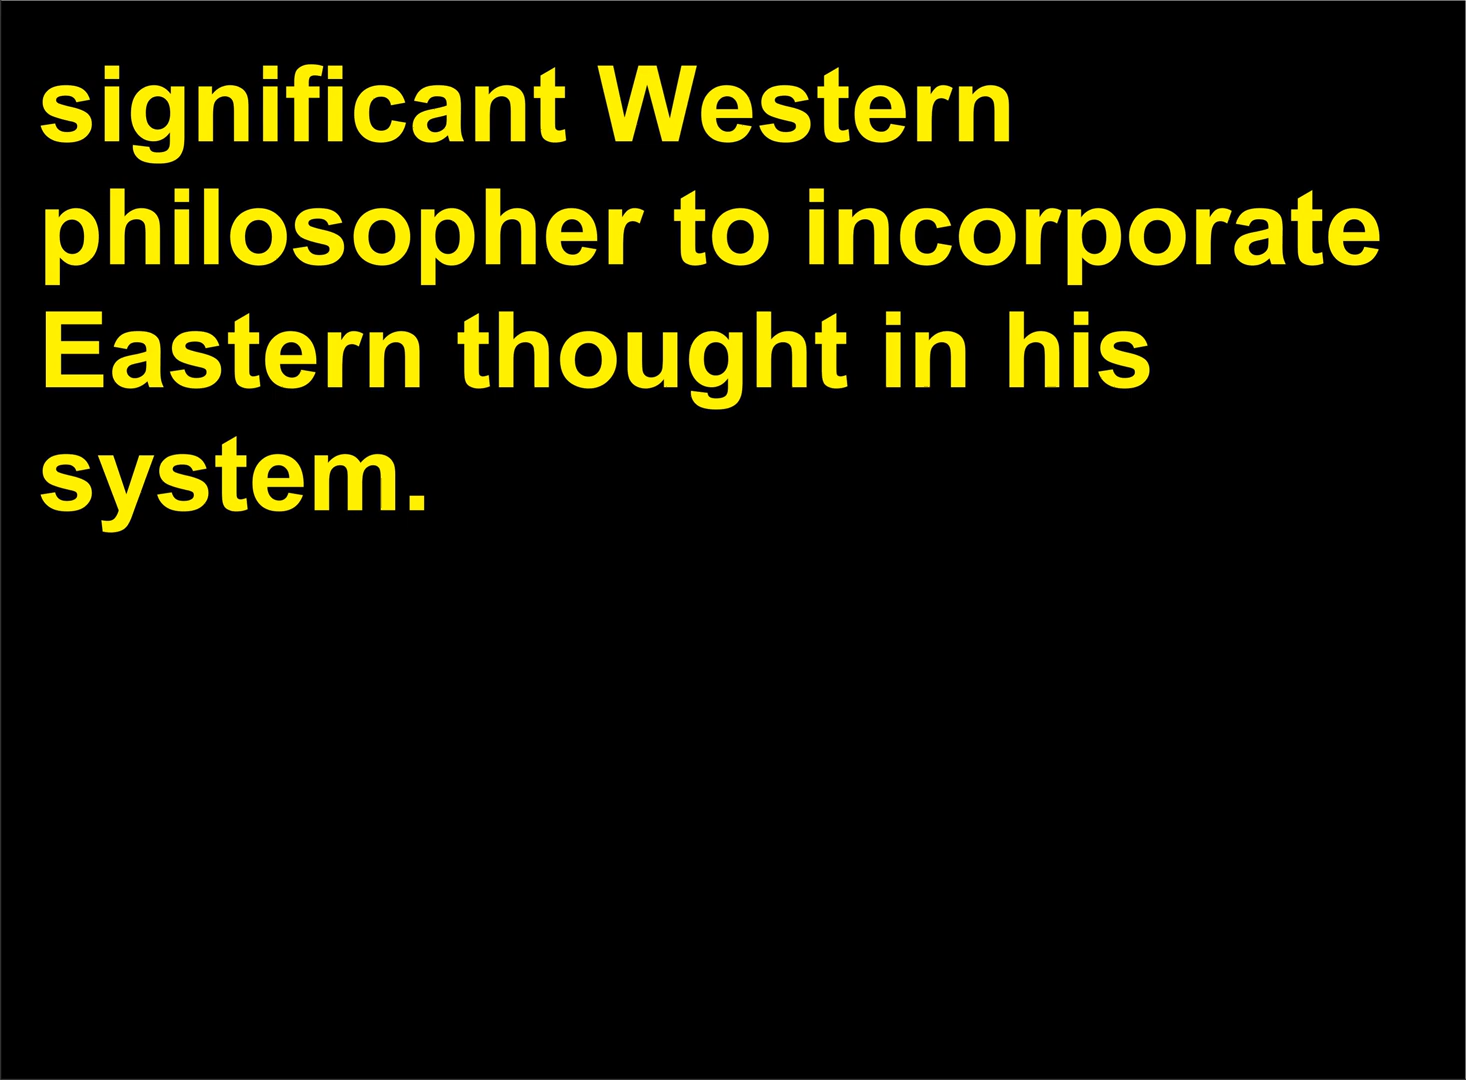 significant Western
philosopher to incorporate
Eastern thought in his
system.